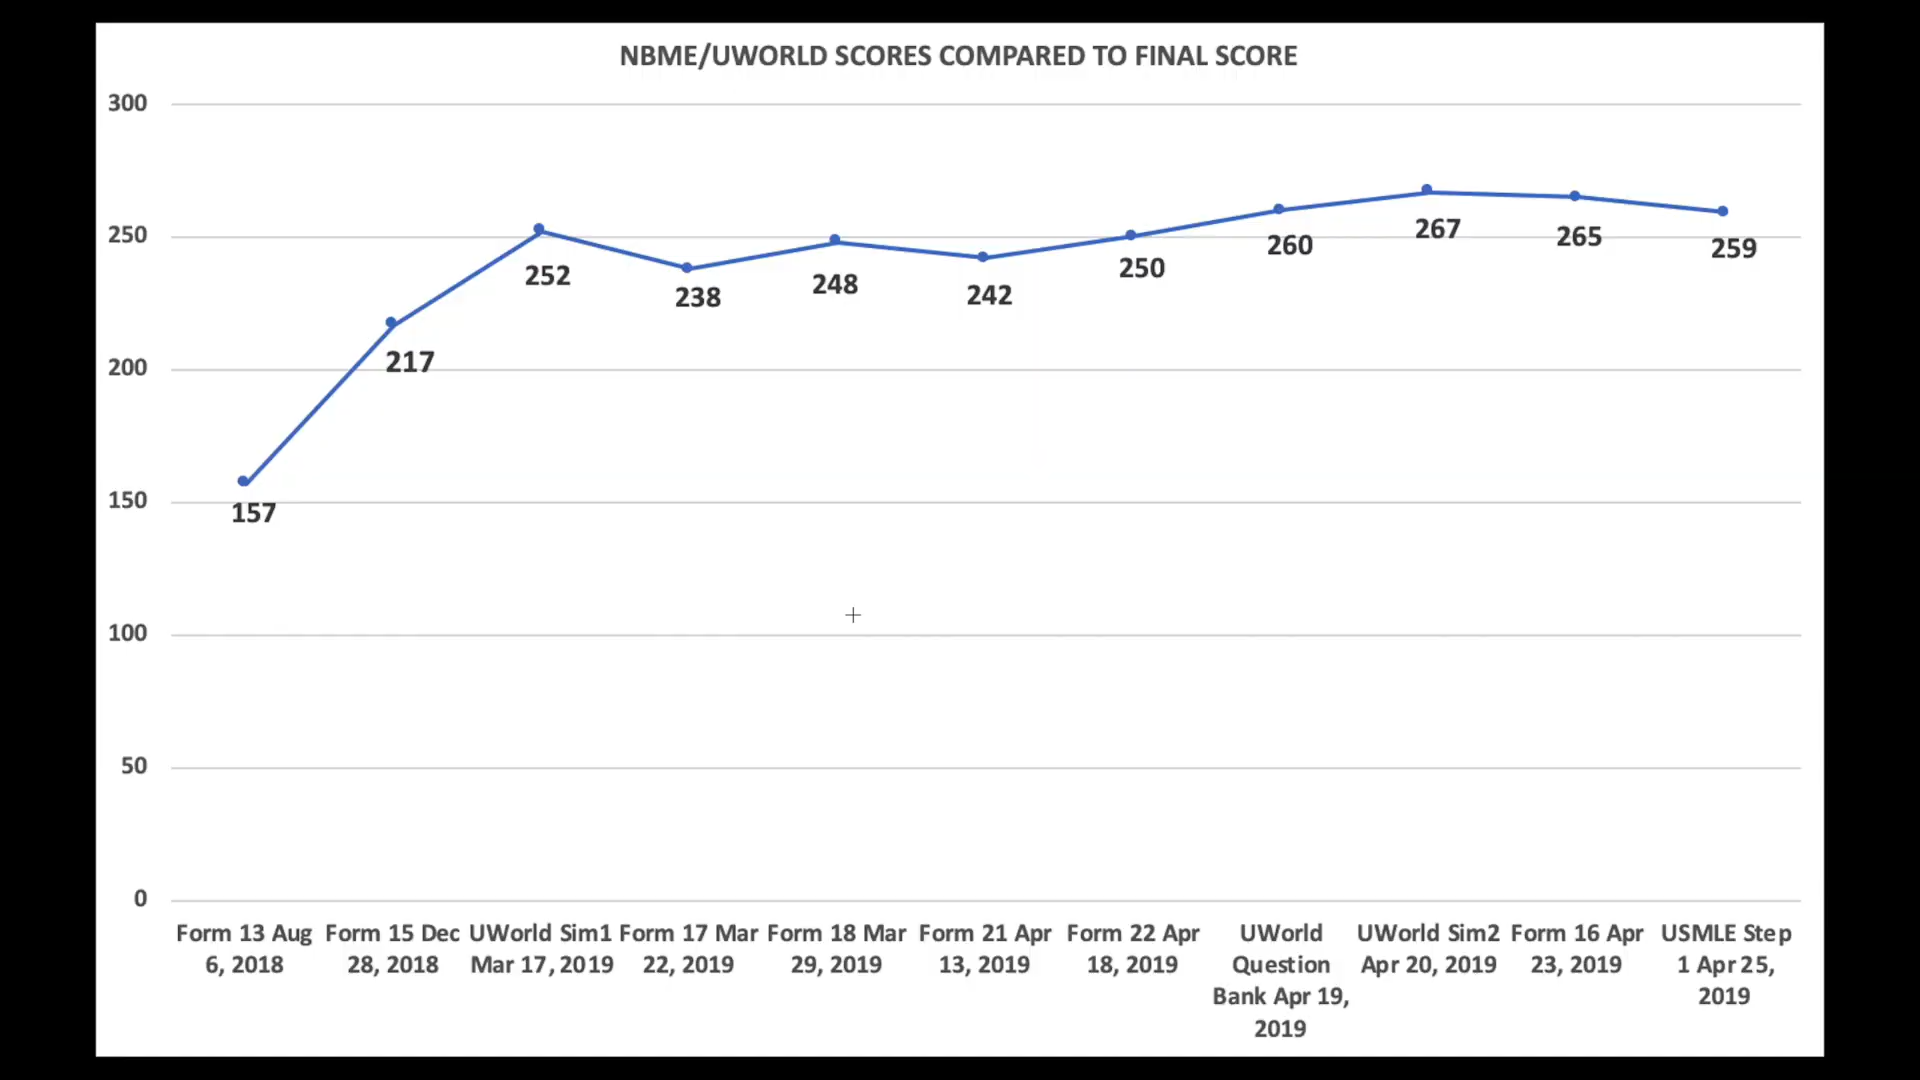 NBME/UWORLD SCORES COMPARED TO FINAL SCORE
300
250
200
150
100
50
0
157
217
252
238
248
242
250
260
267
265
259
Form 13 Aug
6, 2018
Form 15 Dec
28, 2018
UWorld Sim1
Mar 17, 2019
Form 17 Mar
22, 2019
Form 18 Mar
29, 2019
Form 21 Apr
13, 2019
Form 22 Apr
18, 2019
UWorld
Question
Bank Apr 19,
2019
UWorld Sim2
Apr 20, 2019
Form 16 Apr
23, 2019
USMLE Step
1 Apr 25,
2019